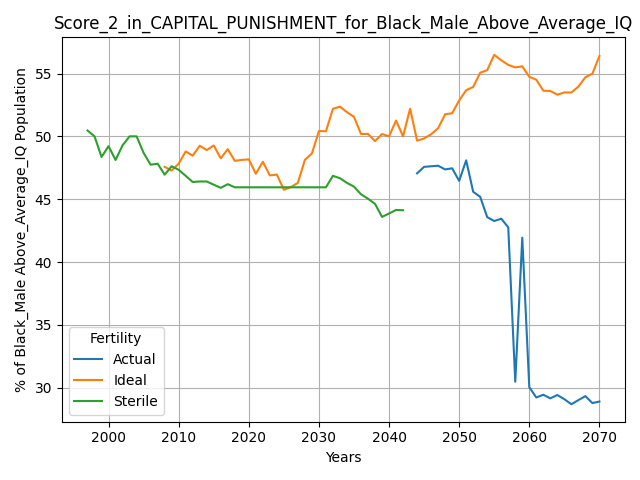 Score_2_in_CAPITAL_PUNISHMENT_for_Black_Male_Above_Average_IQ
% of Black_Male Above_Average_IQ Population
55
50
45
40
35
30
Fertility
Actual
Ideal
Sterile
2000 2010 2020 2030 2040 2050 2060 2070
Years